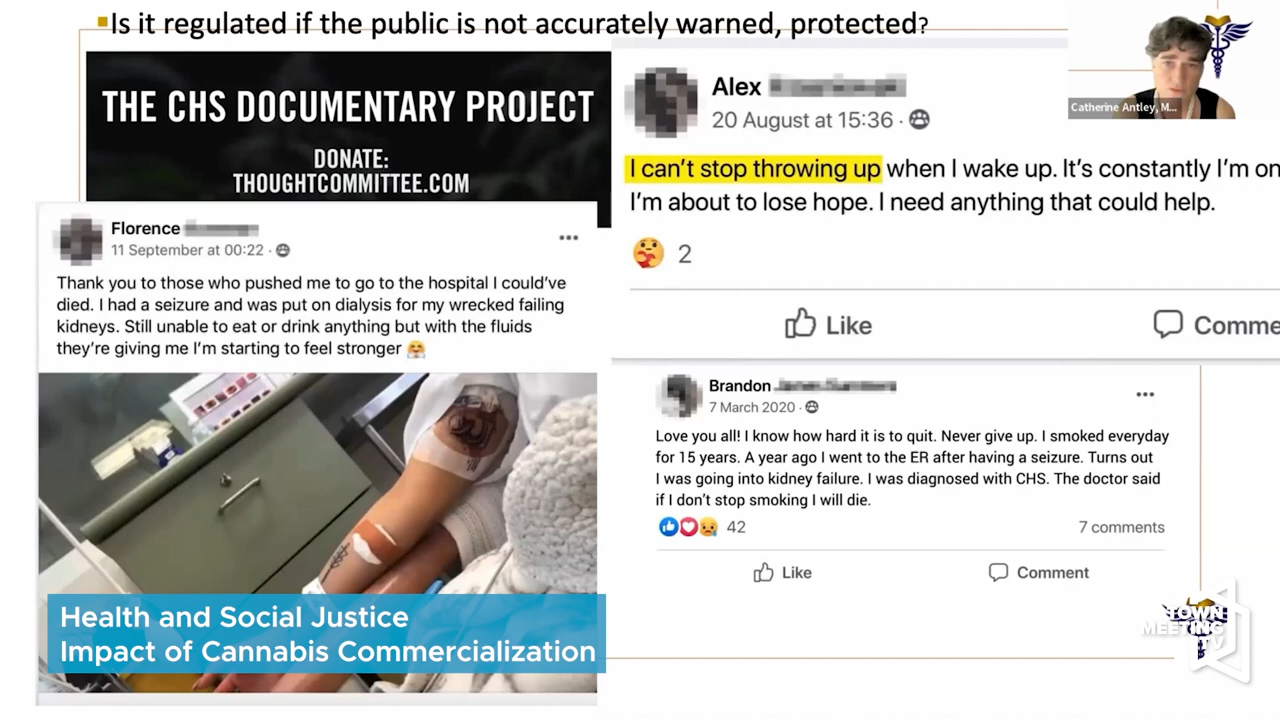 ▪Is it regulated if the public is not accurately warned, protected?
THE CHS DOCUMENTARY PROJECT
DONATE:
THOUGHTCOMMITTEE.COM
Florence
11 September at 00:22 ·
Thank you to those who pushed me to go to the hospital I could've
died. I had a seizure and was put on dialysis for my wrecked failing
kidneys. Still unable to eat or drink anything but with the fluids
they're giving me I'm starting to feel stronger 🤗
Alex
20 August at 15:36 ·
I can't stop throwing up when I wake up. It's constantly I'm on
I'm about to lose hope. I need anything that could help.
2
Like
Comme
Brandon
7 March 2020 ·
Love you all! I know how hard it is to quit. Never give up. I smoked everyday
for 15 years. A year ago I went to the ER after having a seizure. Turns out
I was going into kidney failure. I was diagnosed with CHS. The doctor said
if I don't stop smoking I will die.
42
7 comments
Like
Comment
Catherine Antley, M...
Health and Social Justice
Impact of Cannabis Commercialization
TOWN
MEETING
TV